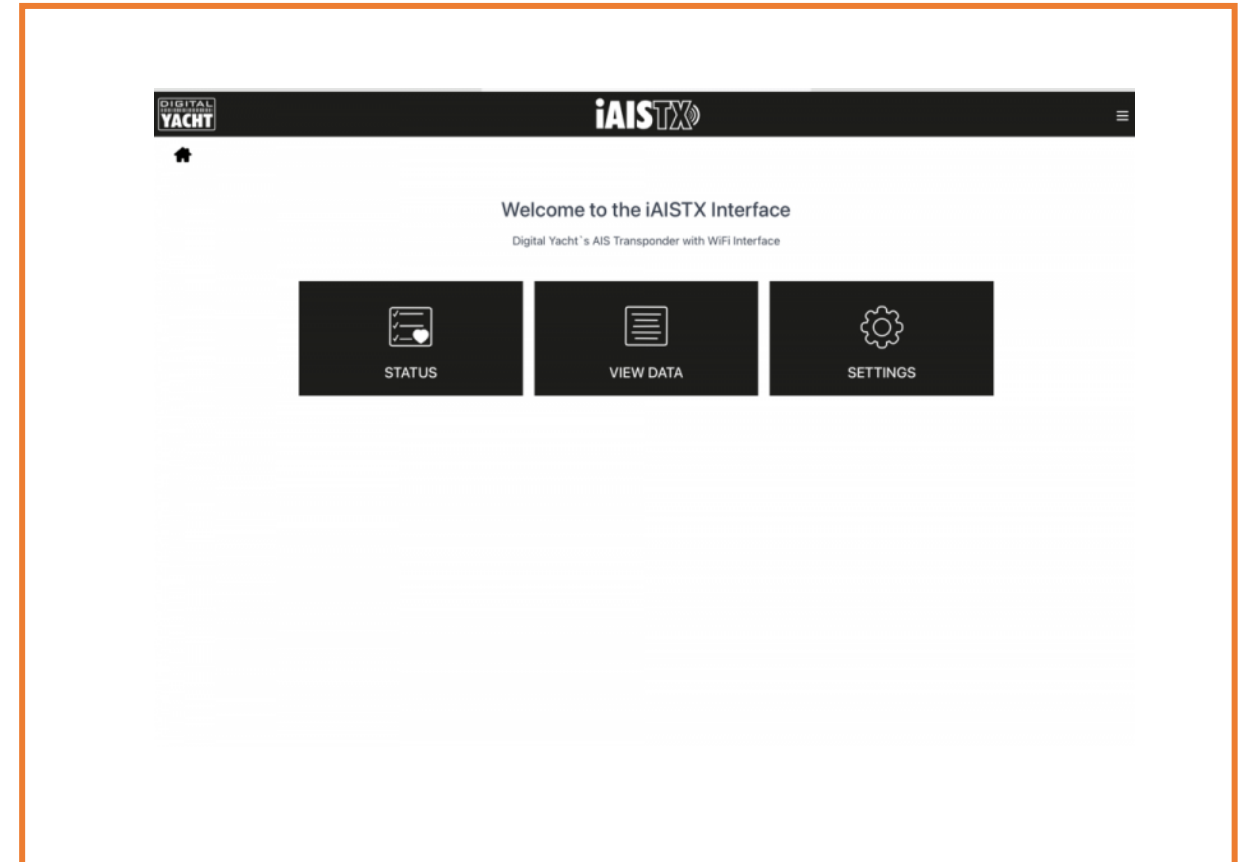 DIGITAL
YACHT
iAISTX
Welcome to the iAISTX Interface
Digital Yacht`s AIS Transponder with WiFi Interface
STATUS
VIEW DATA
SETTINGS